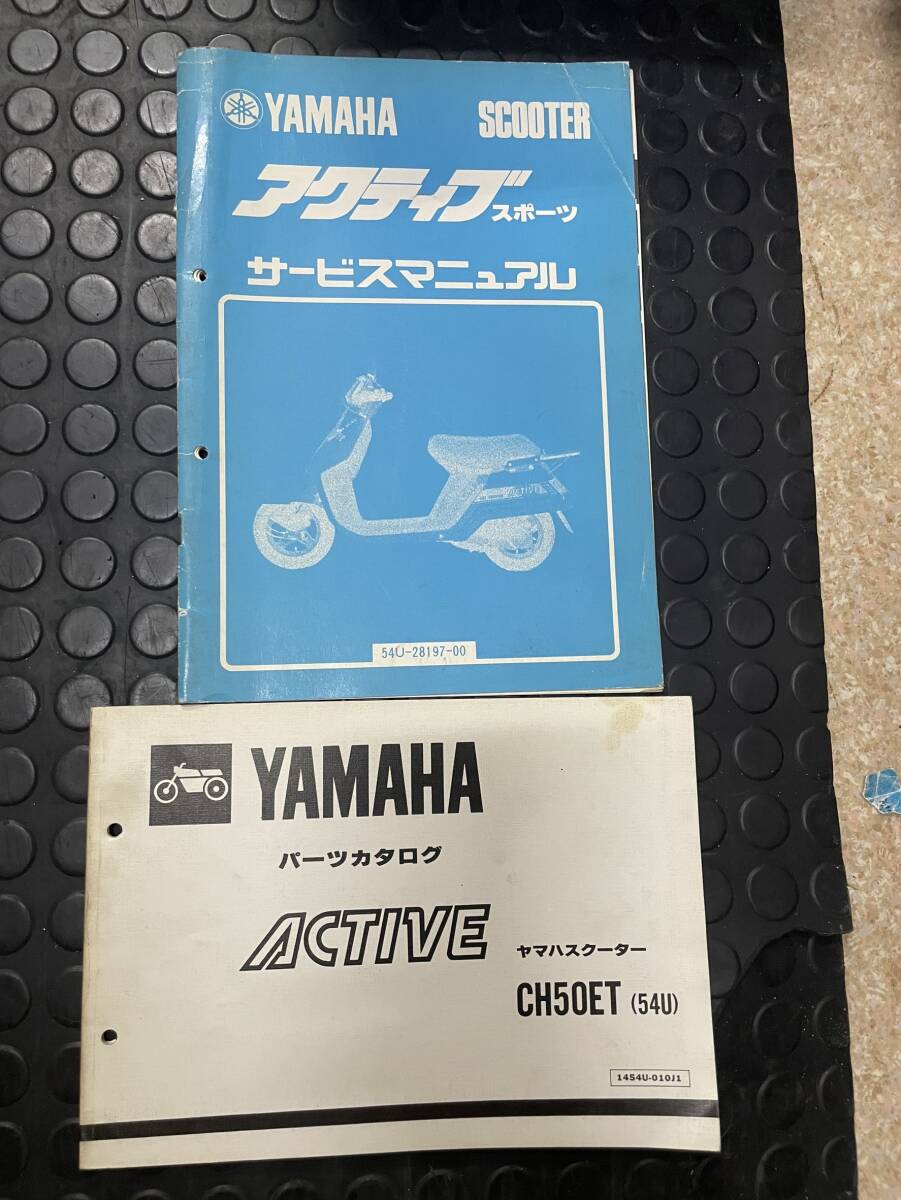 YAMAHA SCOOTER
アクティブ スポーツ
サービスマニュアル
ACTIVE
54U-28197-00
YAMAHA
パーツカタログ
ACTIVE
ヤマハスクーター
CH50ET (54U)
1454U-010J1